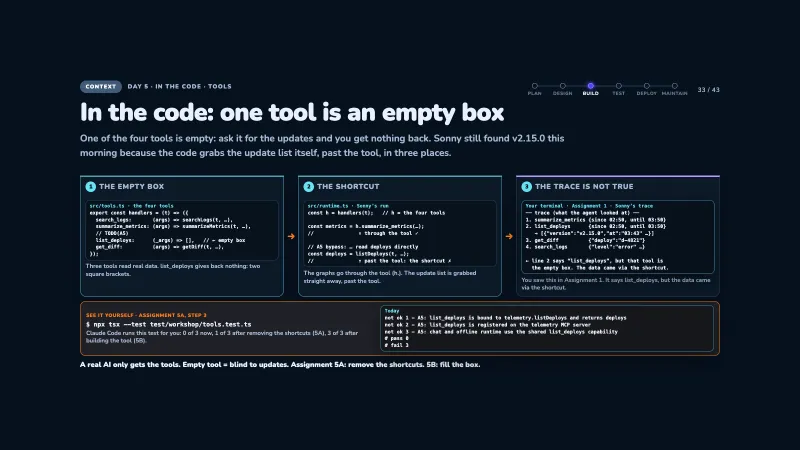 CONTEXT DAY 5 · IN THE CODE · TOOLS
PLAN DESIGN BUILD TEST DEPLOY MAINTAIN
33 / 43
In the code: one tool is an empty box
One of the four tools is empty: ask it for the updates and you get nothing back. Sonny still found v2.15.0 this
morning because the code grabs the update list itself, past the tool, in three places.
1 THE EMPTY BOX
src/tools.ts · the four tools
export const handlers = (t) => ({
search_logs: (args) => searchLogs(t, …),
summarize_metrics: (args) => summarizeMetrics(t, …),
// TODO(A5)
list_deploys: (_args) => [], // ← empty box
get_diff: (args) => getDiff(t, …),
});
Three tools read real data. list_deploys gives back nothing: two
square brackets.
→
2 THE SHORTCUT
src/runtime.ts · Sonny's run
const h = handlers(t); // h = the four tools
const metrics = h.summarize_metrics(…);
// ↑ through the tool ✓
// A5 bypass: … read deploys directly
const deploys = listDeploys(t, …);
// ↑ past the tool: the shortcut ✗
The graphs go through the tool (h.). The update list is grabbed
straight away, past the tool.
→
3 THE TRACE IS NOT TRUE
Your terminal · Assignment 1 · Sonny's trace
── trace (what the agent looked at) ──
1. summarize_metrics {since 02:50, until 03:50}
2. list_deploys {since 02:50, until 03:50}
→ [{"version":"v2.15.0","at":"03:43" …}]
3. get_diff {"deploy":"d-4821"}
4. search_logs {"level":"error" …}
← line 2 says "list_deploys", but that tool is
the empty box. The data came via the shortcut.
You saw this in Assignment 1. It says list_deploys, but the data came
via the shortcut.
SEE IT YOURSELF · ASSIGNMENT 5A, STEP 2
$ npx tsx --test test/workshop/tools.test.ts
Claude Code runs this test for you: 0 of 3 now, 1 of 3 after removing the shortcuts (5A), 3 of 3 after
building the tool (5B).
Today
not ok 1 — A5: list_deploys is bound to telemetry.listDeploys and returns deploys
not ok 2 — A5: list_deploys is registered on the telemetry MCP server
not ok 3 — A5: chat and offline runtime use the shared list_deploys capability
# pass 0
# fail 3
A real AI only gets the tools. Empty tool = blind to updates. Assignment 5A: remove the shortcuts. 5B: fill the box.